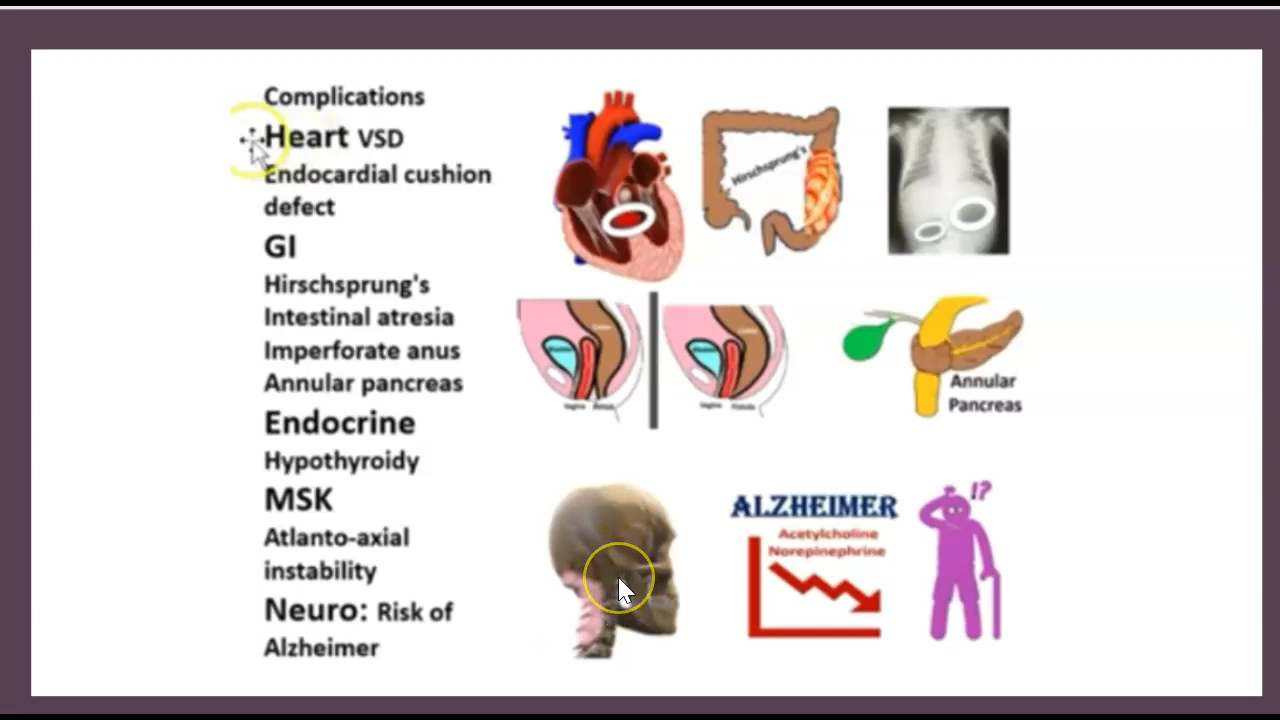 Complications
Heart VSD
Endocardial cushion
defect
GI
Hirschsprung's
Intestinal atresia
Imperforate anus
Annular pancreas
Endocrine
Hypothyroidy
MSK
Atlanto-axial
instability
Neuro: Risk of
Alzheimer
Hirschsprung's
Annular
Pancreas
ALZHEIMER
Acetylcholine
Norepinephrine
!?